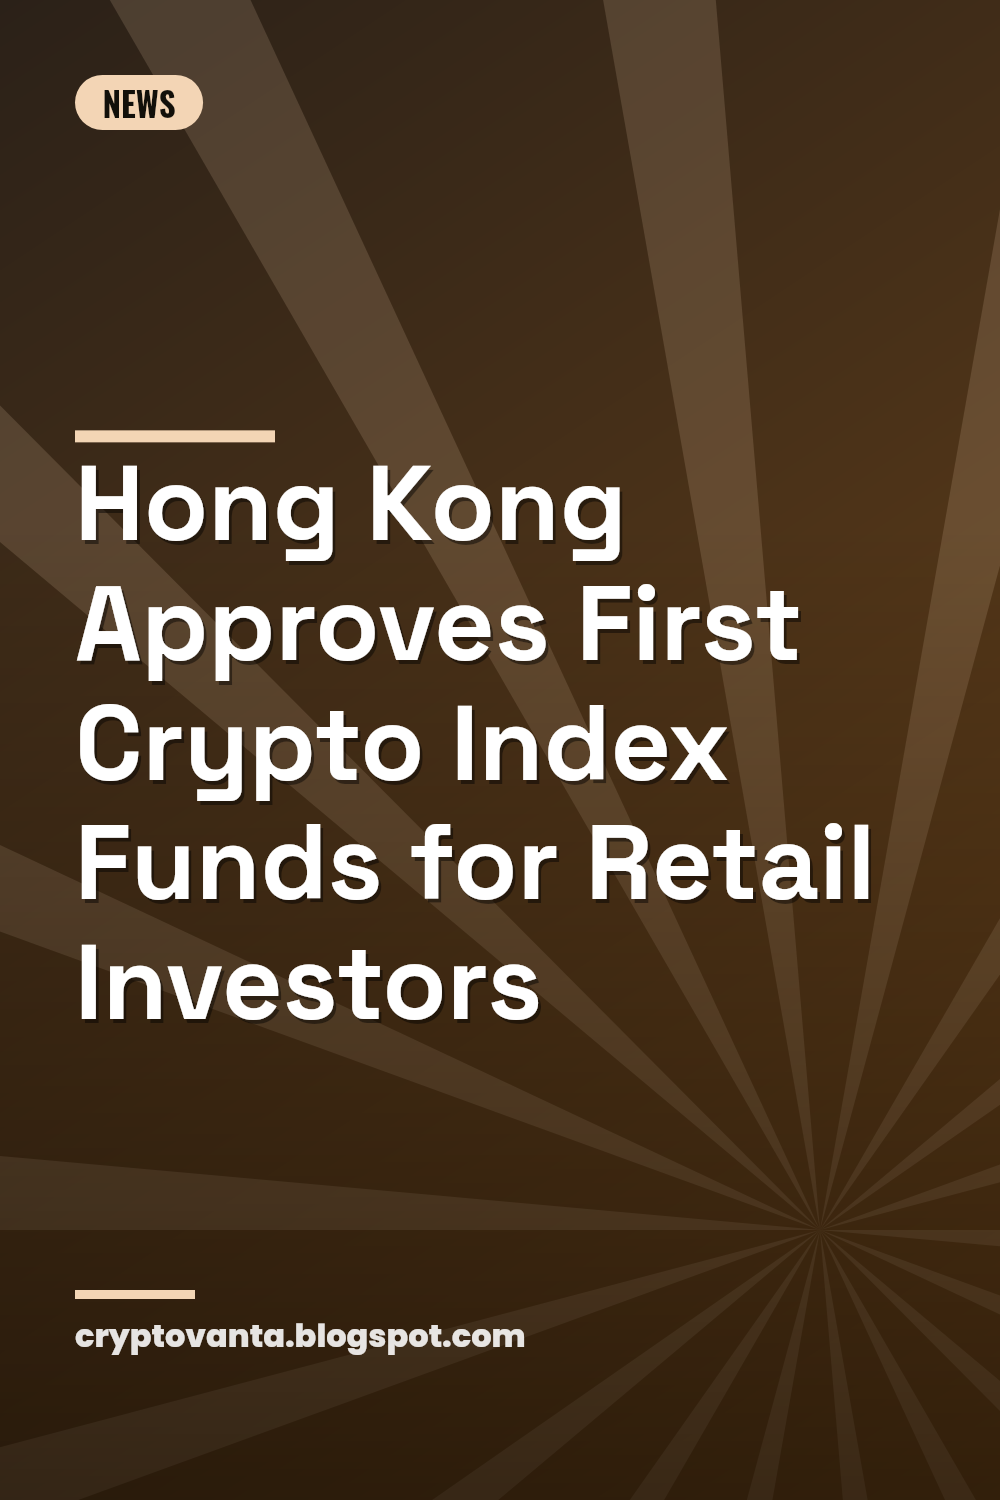 NEWS
Hong Kong
Approves First
Crypto Index
Funds for Retail
Investors
cryptovanta.blogspot.com